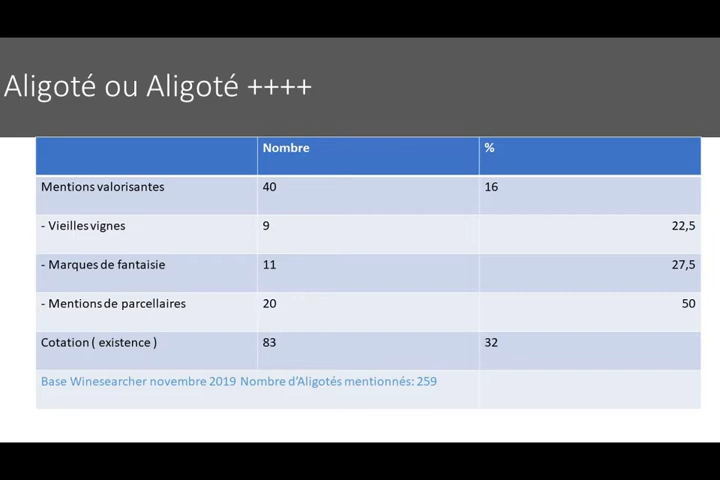 Aligoté ou Aligoté ++++
Nombre %
Mentions valorisantes 40 16
- Vieilles vignes 9 22,5
- Marques de fantaisie 11 27,5
- Mentions de parcellaires 20 50
Cotation ( existence ) 83 32
Base Winesearcher novembre 2019 Nombre d'Aligotés mentionnés: 259